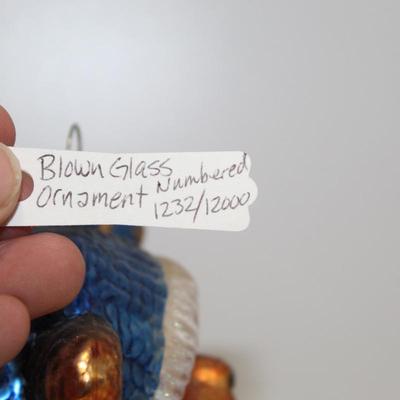 Blown Glass
Ornament Numbered
1232/12000